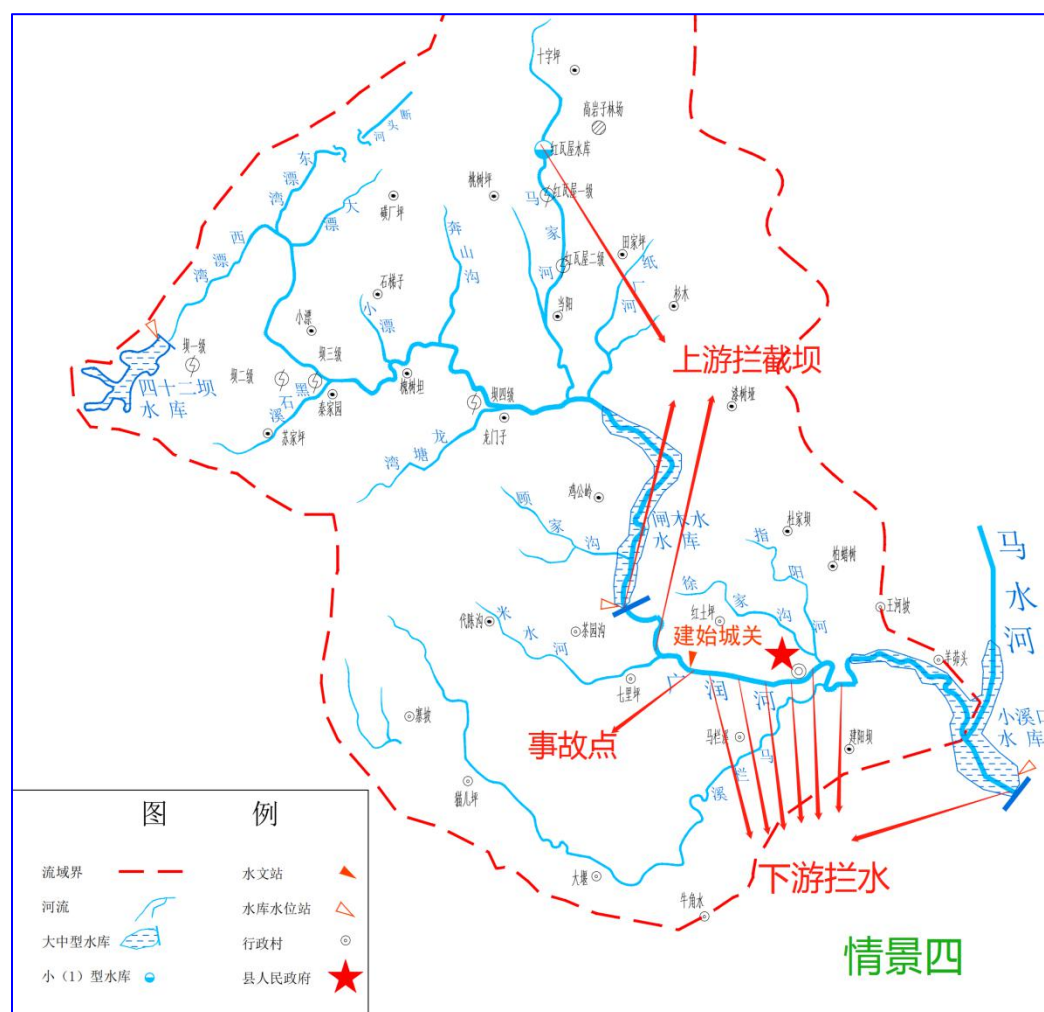 十字坪
高岩子林场
红瓦屋水库
断头河
东漂湾
大漂
碳厂坪
桃树坪
红瓦屋一级
马家河
奔山沟
西漂湾
田家坪
红瓦屋二级
纸厂河
石梯子
杉木
当阳
小漂
小漂
坝一级
坝三级
坝二级
上游拦截坝
四十二坝
水 库
槐树坦
秦家园
黑石溪
坝四级
漆树垭
苏家坪
龙门子
龙塘湾
鸡公岭
顾家沟
闸木水
水 库
指阳河
杜家坝
柏蜡树
马水河
徐家沟
红土坪
王河坡
代陈沟
米水河
茶园沟
建始城关
羊茆头
七里坪
广润河
寨坡
小溪口
水 库
事故点
马栏溪
马栏溪
建阳坝
猫儿坪
大堰
下游拦水
牛角水
情景四
图 例
流域界
水文站
河流
水库水位站
大中型水库
行政村
小（1）型水库
县人民政府